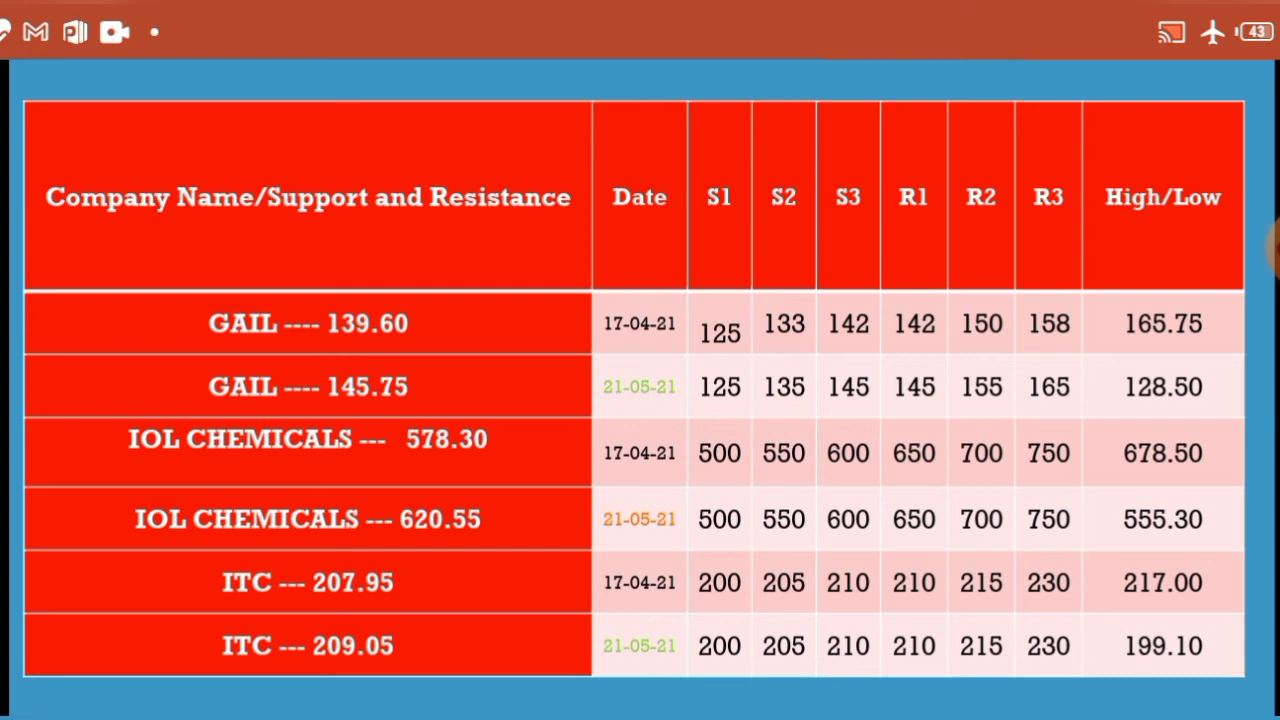 43
Company Name/Support and Resistance Date S1 S2 S3 R1 R2 R3 High/Low
GAIL ---- 139.60 17-04-21 125 133 142 142 150 158 165.75
GAIL ---- 145.75 21-05-21 125 135 145 145 155 165 128.50
IOL CHEMICALS --- 578.30 17-04-21 500 550 600 650 700 750 678.50
IOL CHEMICALS --- 620.55 21-05-21 500 550 600 650 700 750 555.30
ITC --- 207.95 17-04-21 200 205 210 210 215 230 217.00
ITC --- 209.05 21-05-21 200 205 210 210 215 230 199.10